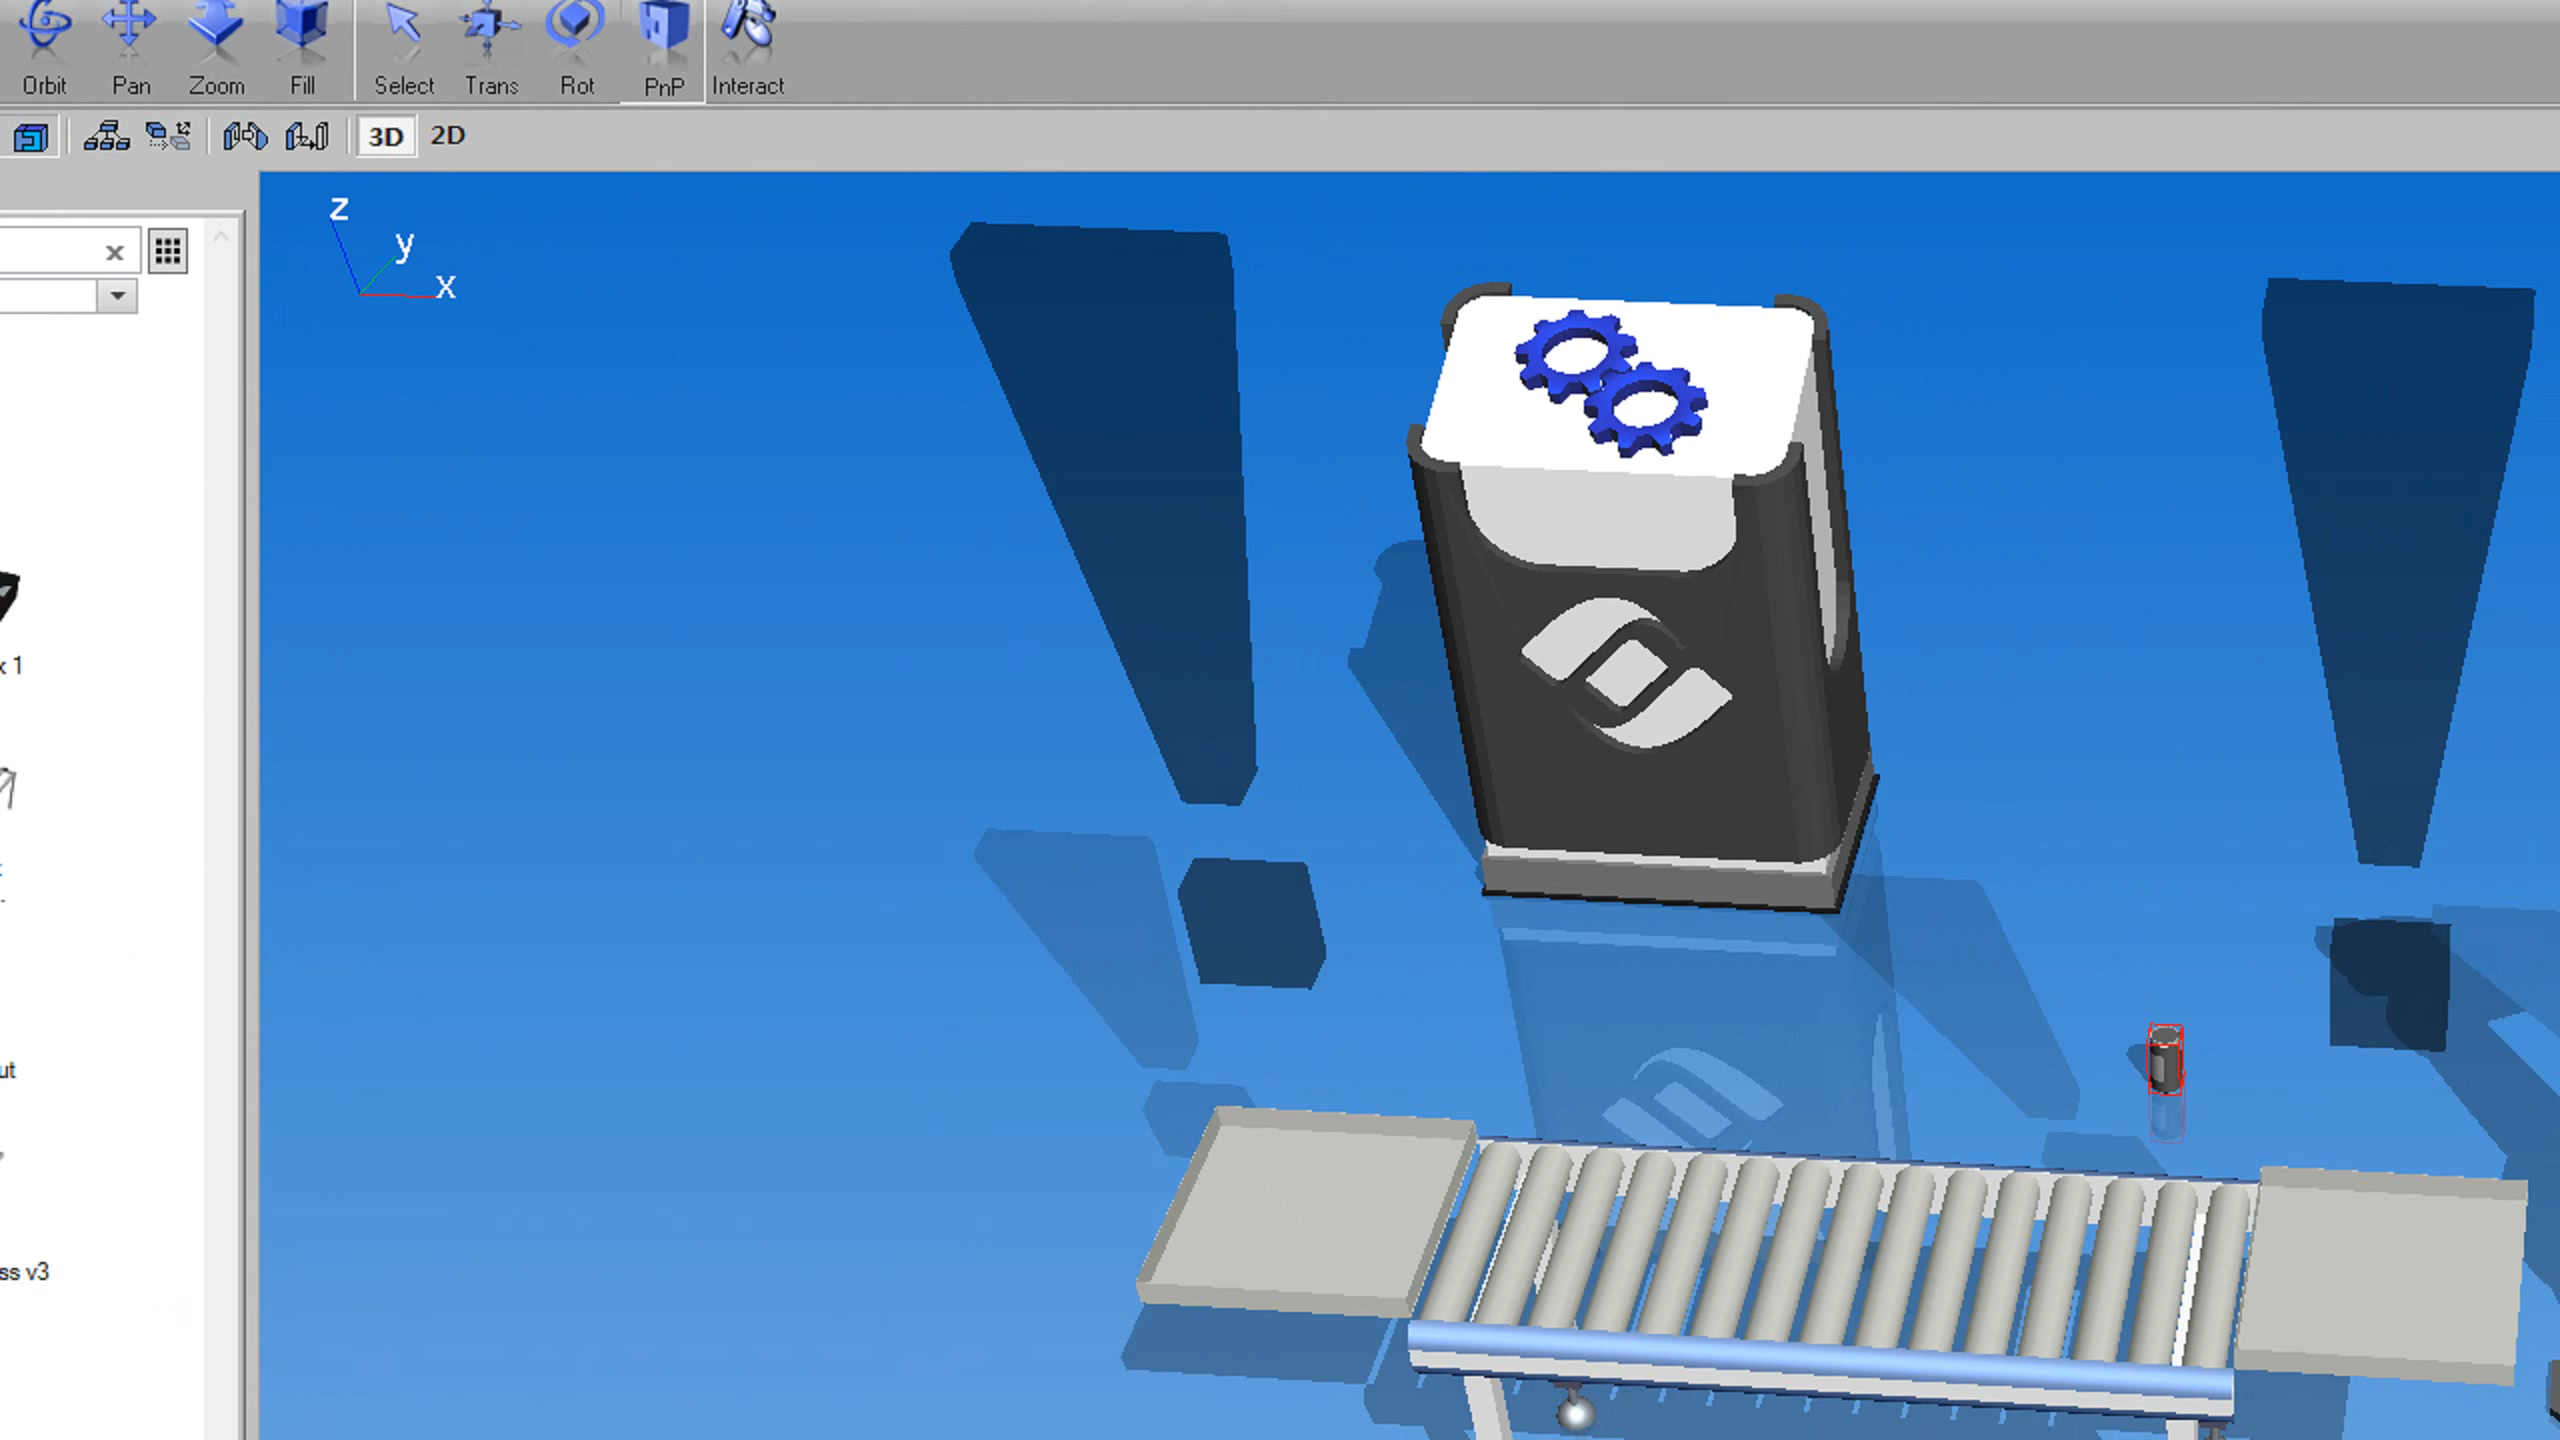 Orbit Pan Zoom Fill Select Trans Rot PnP Interact
3D 2D
z
y
x
x 1
ut
ss v3